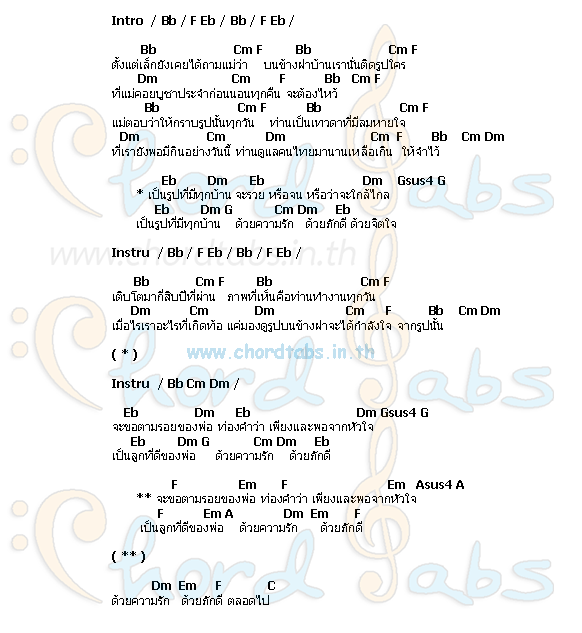 Intro / Bb / F Eb / Bb / F Eb /
Bb Cm F Bb Cm F
ตั้งแต่เล็กยังเคยได้ถามแม่ว่า บนข้างฝาบ้านเรานั่นติดรูปใคร
Dm Cm F Bb Cm F
ที่แม่คอยบูชาประจำก่อนนอนทุกคืน จะต้องไหว้
Bb Cm F Bb Cm F
แม่ตอบว่าให้กราบรูปนั้นทุกวัน ท่านเป็นเทวดาที่มีลมหายใจ
Dm Cm Dm Cm F Bb Cm Dm
ที่เรายังพอมีกินอย่างวันนี้ ท่านดูแลคนไทยมานานเหลือเกิน ให้จำไว้
Eb Dm Eb Dm Gsus4 G
* เป็นรูปที่มีทุกบ้าน จะรวย หรือจน หรือว่าจะใกล้ไกล
Eb Dm G Cm Dm Eb
เป็นรูปที่มีทุกบ้าน ด้วยความรัก ด้วยภักดี ด้วยจิตใจ
www.chordtabs.in.th
Instru / Bb / F Eb / Bb / F Eb /
Bb Cm F Bb Cm F
เติบโตมากี่สิบปีที่ผ่าน ภาพที่เห็นคือท่านทำงานทุกวัน
Dm Cm Dm Cm F Bb Cm Dm
เมื่อไรเราอะไรที่เกิดท้อ แค่มองดูรูปบนข้างฝาจะได้กำลังใจ จากรูปนั้น
( * )
www.chordtabs.in.th
Instru / Bb Cm Dm /
Eb Dm Eb Dm Gsus4 G
จะขอตามรอยของพ่อ ท่องคำว่า เพียงและพอจากหัวใจ
Eb Dm G Cm Dm Eb
เป็นลูกที่ดีของพ่อ ด้วยความรัก ด้วยภักดี
F Em F Em Asus4 A
** จะขอตามรอยของพ่อ ท่องคำว่า เพียงและพอจากหัวใจ
F Em A Dm Em F
เป็นลูกที่ดีของพ่อ ด้วยความรัก ด้วยภักดี
( ** )
Dm Em F C
ด้วยความรัก ด้วยภักดี ตลอดไป